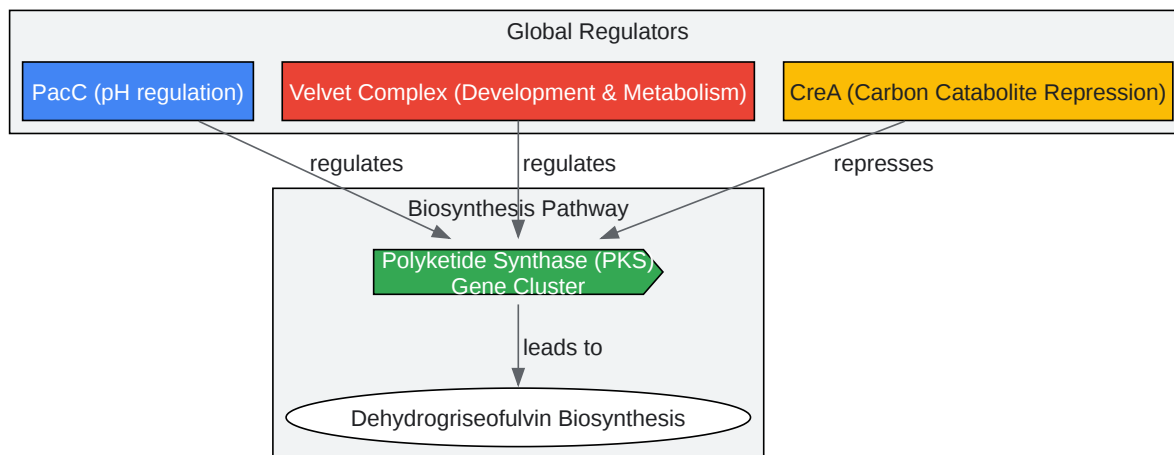 Global Regulators
PacC (pH regulation)
Velvet Complex (Development & Metabolism)
CreA (Carbon Catabolite Repression)
regulates
regulates
represses
Biosynthesis Pathway
Polyketide Synthase (PKS)
Gene Cluster
leads to
Dehydrogriseofulvin Biosynthesis